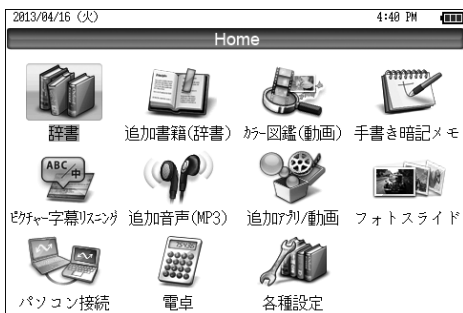 2013/04/16 (火) 4:40 PM
Home
辞書 追加書籍(辞書) ｶﾗｰ図鑑(動画) 手書き暗記メモ
ABC 中
ﾋﾟｸﾁｬｰ字幕ﾘｽﾆﾝｸﾞ 追加音声(MP3) 追加ｱﾌﾟﾘ/動画 フォトスライド
パソコン接続 電卓 各種設定